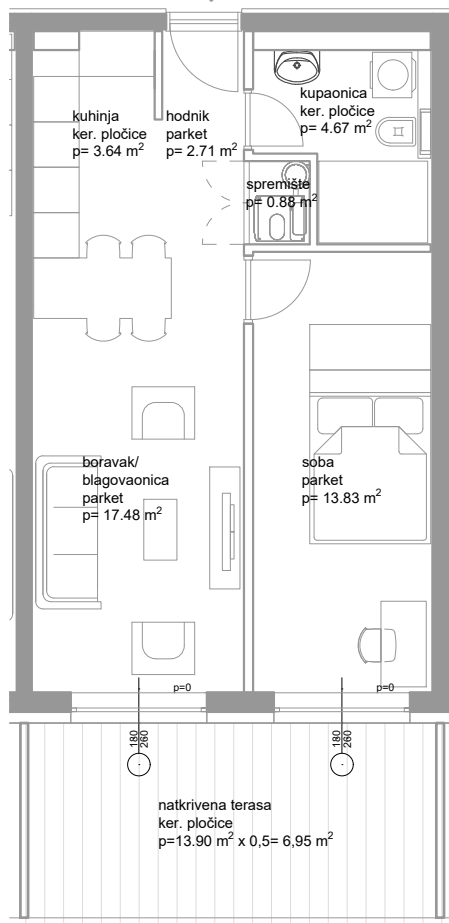 kuhinja
ker. pločice
p= 3.64 m²
hodnik
parket
p= 2.71 m²
kupaonica
ker. pločice
p= 4.67 m²
spremište
p= 0.88 m²
boravak/
blagovaonica
parket
p= 17.48 m²
soba
parket
p= 13.83 m²
p=0
p=0
180
260
180
260
natkrivena terasa
ker. pločice
p=13.90 m² x 0,5= 6,95 m²